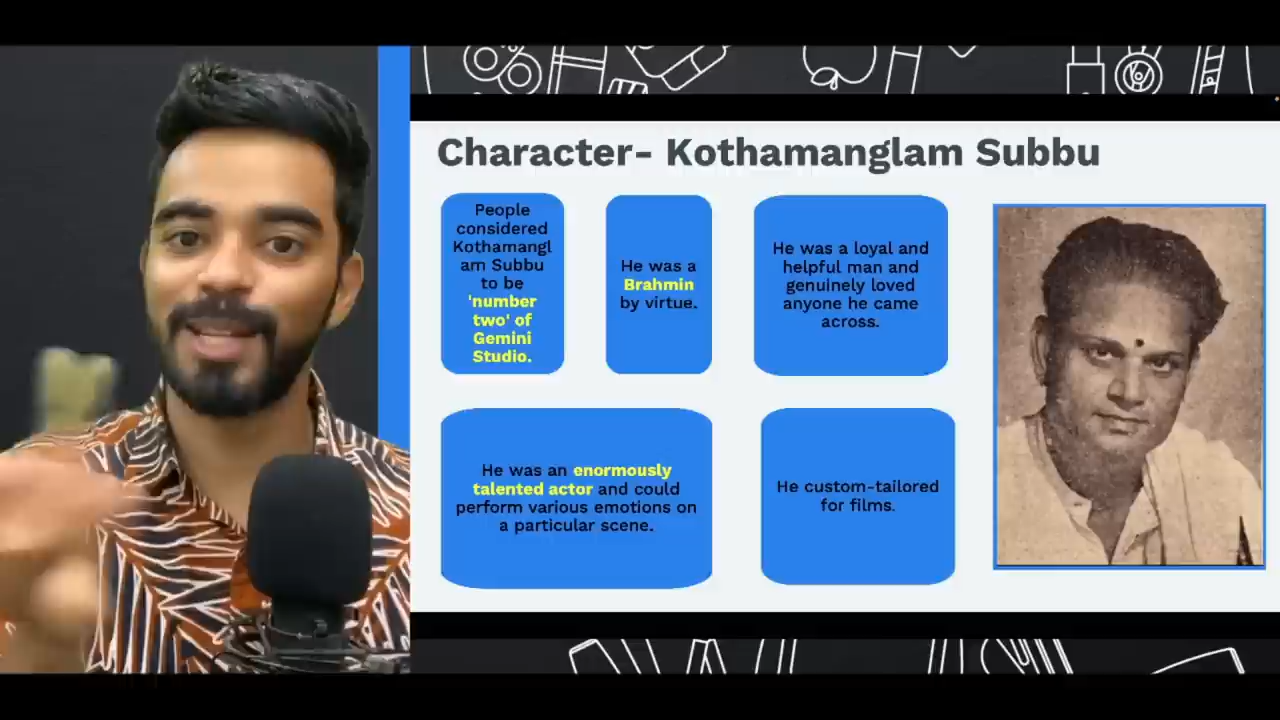 Character- Kothamanglam Subbu
People
considered
Kothamangl
am Subbu
to be
'number
two' of
Gemini
Studio.
He was a
Brahmin
by virtue.
He was a loyal and
helpful man and
genuinely loved
anyone he came
across.
He was an enormously
talented actor and could
perform various emotions on
a particular scene.
He custom-tailored
for films.